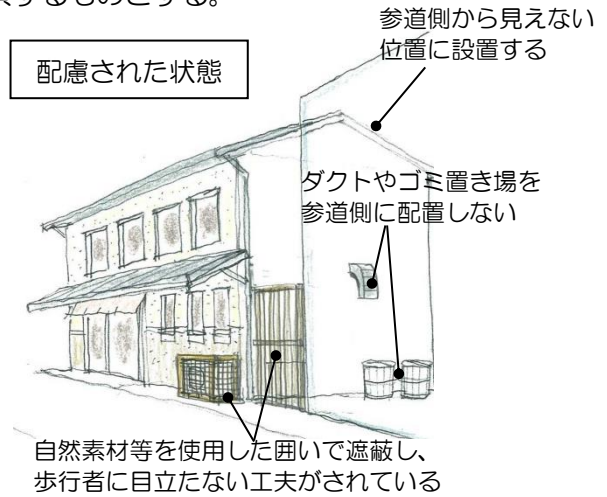 するものとする。
参道側から見えない
位置に設置する
配慮された状態
ダクトやゴミ置き場を
参道側に配置しない
自然素材等を使用した囲いで遮蔽し、
歩行者に目立たない工夫がされている